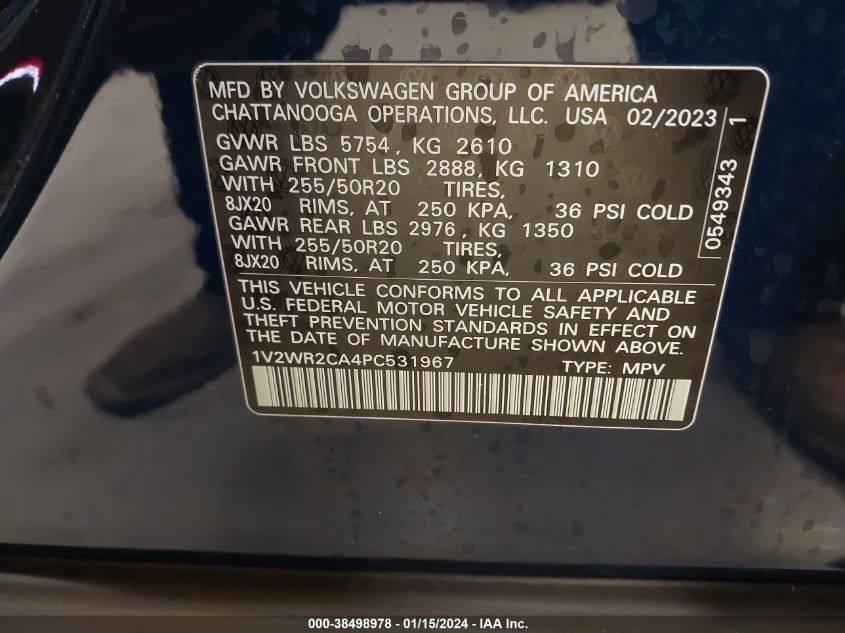 MFD BY VOLKSWAGEN GROUP OF AMERICA
CHATTANOOGA OPERATIONS, LLC. USA 02/2023
GVWR LBS 5754, KG 2610
GAWR FRONT LBS 2888, KG 1310
WITH 255/50R20 TIRES,
8JX20 RIMS, AT 250 KPA, 36 PSI COLD
GAWR REAR LBS 2976, KG 1350
WITH 255/50R20 TIRES,
8JX20 RIMS, AT 250 KPA, 36 PSI COLD
THIS VEHICLE CONFORMS TO ALL APPLICABLE
U.S. FEDERAL MOTOR VEHICLE SAFETY AND
THEFT PREVENTION STANDARDS IN EFFECT ON
THE DATE OF MANUFACTURE SHOWN ABOVE.
1V2WR2CA4PC531967 TYPE: MPV
0549343 1
000-38498978 - 01/15/2024 - IAA Inc.